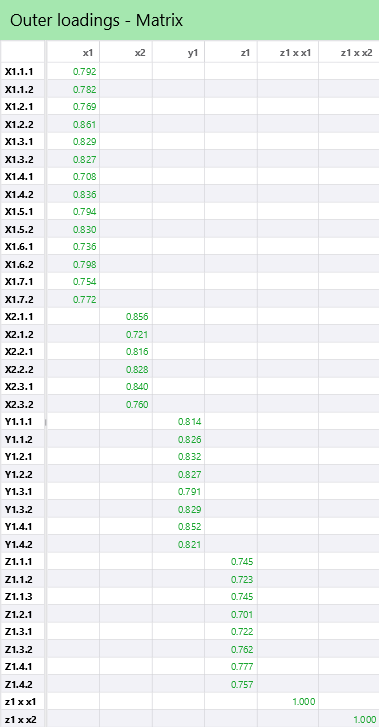 Outer loadings - Matrix
x1 x2 y1 z1 z1 x x1 z1 x x2
X1.1.1 0.792
X1.1.2 0.782
X1.2.1 0.769
X1.2.2 0.861
X1.3.1 0.829
X1.3.2 0.827
X1.4.1 0.708
X1.4.2 0.836
X1.5.1 0.794
X1.5.2 0.830
X1.6.1 0.736
X1.6.2 0.798
X1.7.1 0.754
X1.7.2 0.772
X2.1.1 0.856
X2.1.2 0.721
X2.2.1 0.816
X2.2.2 0.828
X2.3.1 0.840
X2.3.2 0.760
Y1.1.1 0.814
Y1.1.2 0.826
Y1.2.1 0.832
Y1.2.2 0.827
Y1.3.1 0.791
Y1.3.2 0.829
Y1.4.1 0.852
Y1.4.2 0.821
Z1.1.1 0.745
Z1.1.2 0.723
Z1.1.3 0.745
Z1.2.1 0.701
Z1.3.1 0.722
Z1.3.2 0.762
Z1.4.1 0.777
Z1.4.2 0.757
z1 x x1 1.000
z1 x x2 1.000